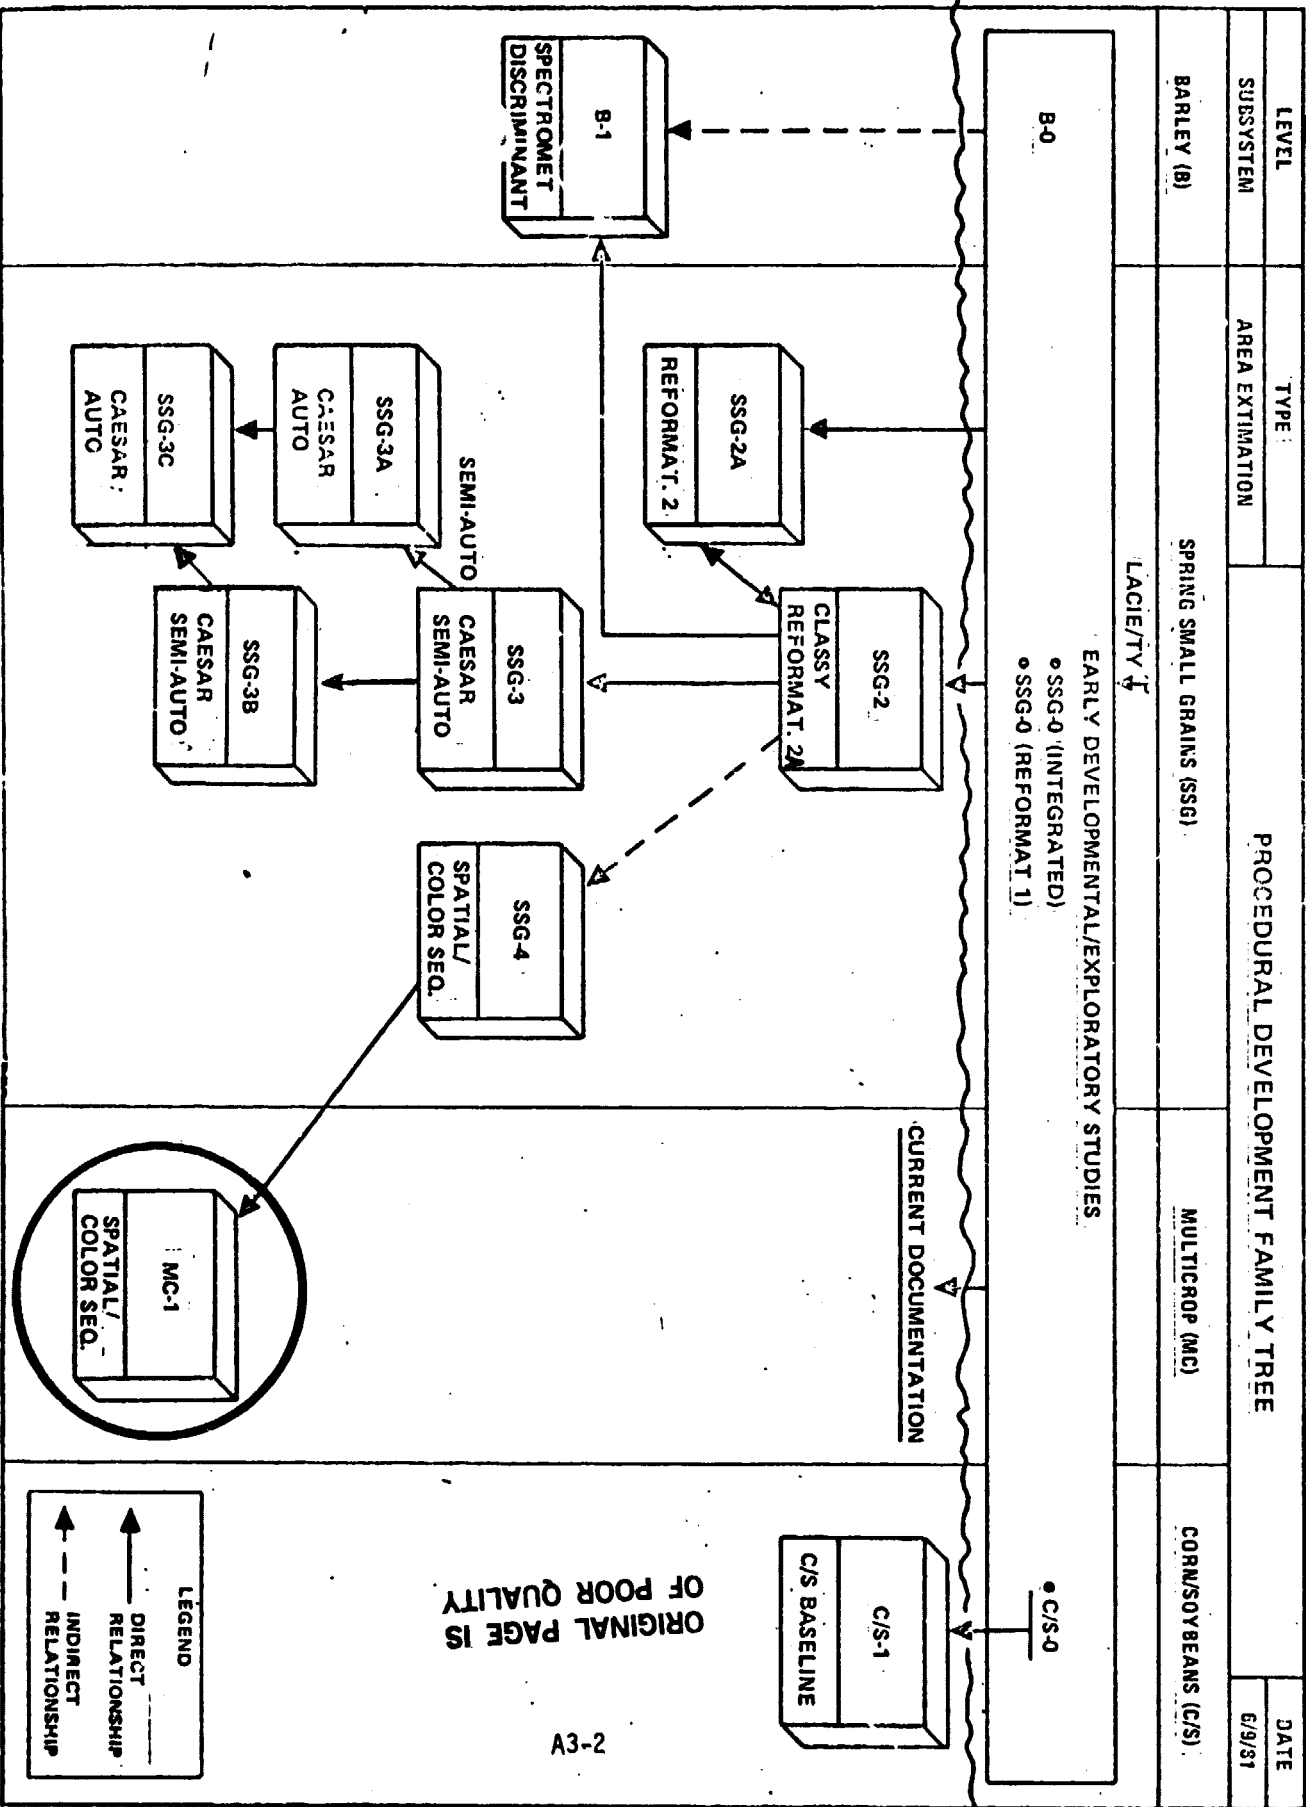 LEVEL
SUBSYSTEM
TYPE
AREA EXTIMATION
PROCEDURAL DEVELOPMENT FAMILY TREE
DATE
6/9/81
BARLEY (B)
SPRING SMALL GRAINS (SSG)
MULTICROP (MC)
CORN/SOYBEANS (C/S)
LACIE/TY
EARLY DEVELOPMENTAL/EXPLORATORY STUDIES
B-0
• SSG-0 (INTEGRATED)
• SSG-0 (REFORMAT 1)
• C/S-0
CURRENT DOCUMENTATION
SSG-2
CLASSY
REFORMAT. 2A
C/S-1
C/S BASELINE
SSG-2A
REFORMAT. 2
B-1
SPECTROMET
DISCRIMINANT
SEMI-AUTO
SSG-3
CAESAR
SEMI-AUTO
SSG-4
SPATIAL/
COLOR SEQ.
SSG-3A
CAESAR
AUTO
SSG-3B
CAESAR
SEMI-AUTO
SSG-3C
CAESAR
AUTO
MC-1
SPATIAL/
COLOR SEQ.
LEGEND
DIRECT
RELATIONSHIP
INDIRECT
RELATIONSHIP
ORIGINAL PAGE IS
OF POOR QUALITY
A3-2